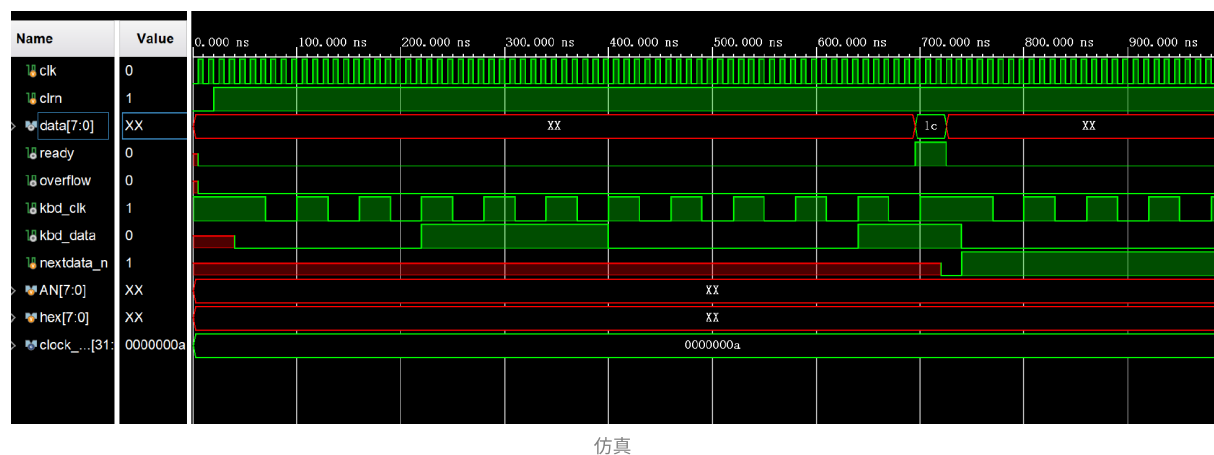 Name Value
0.000 ns 100.000 ns 200.000 ns 300.000 ns 400.000 ns 500.000 ns 600.000 ns 700.000 ns 800.000 ns 900.000 ns
clk 0
clrn 1
data[7:0] XX XX 1c XX
ready 0
overflow 0
kbd_clk 1
kbd_data 0
nextdata_n 1
AN[7:0] XX XX
hex[7:0] XX XX
clock_...[31: 0000000a 0000000a
仿真